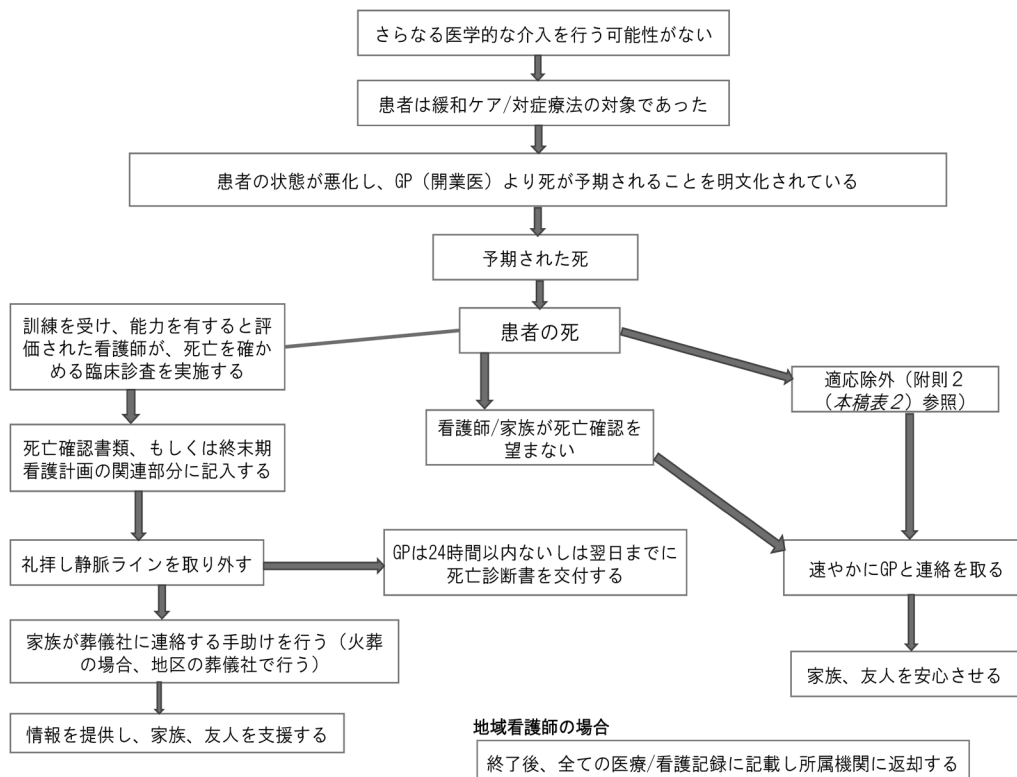 さらなる医学的な介入を行う可能性がない
患者は緩和ケア/対症療法の対象であった
患者の状態が悪化し、GP（開業医）より死が予期されることを明文化されている
予期された死
患者の死
訓練を受け、能力を有すると評
価された看護師が、死亡を確か
める臨床診査を実施する
適応除外（附則２
（本稿表２）参照）
看護師/家族が死亡確認を
望まない
死亡確認書類、もしくは終末期
看護計画の関連部分に記入する
礼拝し静脈ラインを取り外す
GPは24時間以内ないしは翌日までに
死亡診断書を交付する
速やかにGPと連絡を取る
家族が葬儀社に連絡する手助けを行う（火葬
の場合、地区の葬儀社で行う）
家族、友人を安心させる
情報を提供し、家族、友人を支援する
地域看護師の場合
終了後、全ての医療/看護記録に記載し所属機関に返却する